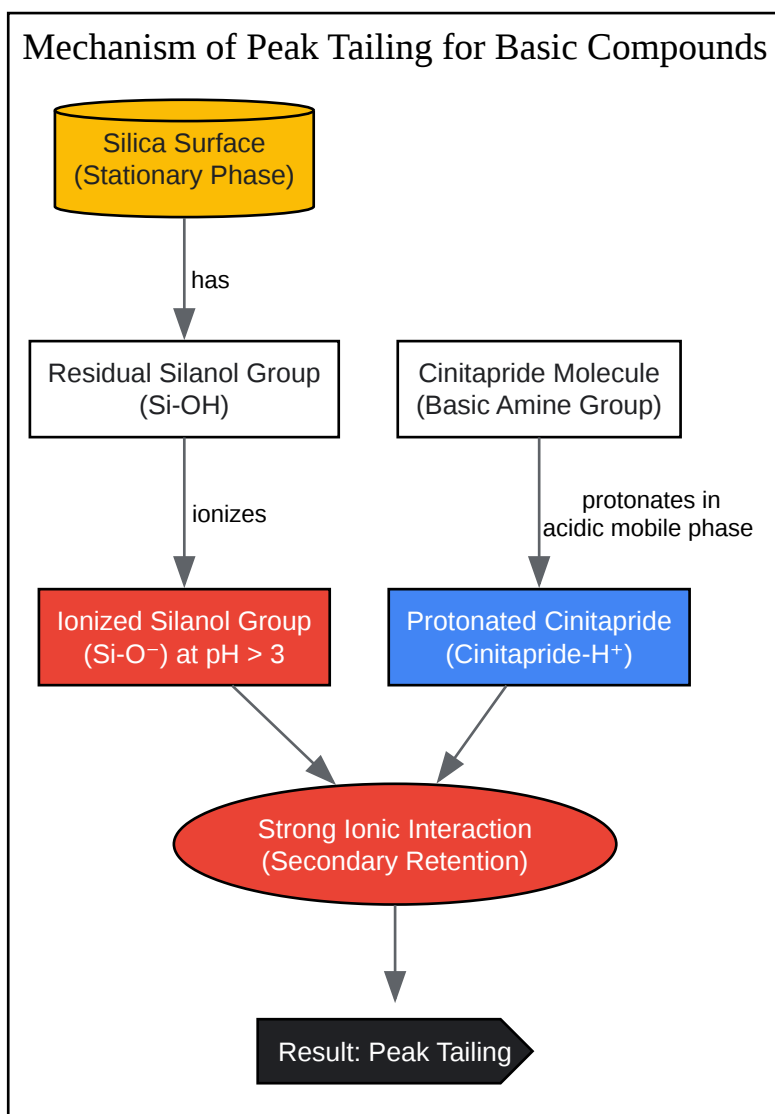 Mechanism of Peak Tailing for Basic Compounds
Silica Surface
(Stationary Phase)
has
Residual Silanol Group
(Si-OH)
Cinitapride Molecule
(Basic Amine Group)
ionizes
protonates in
acidic mobile phase
Ionized Silanol Group
(Si-O⁻) at pH > 3
Protonated Cinitapride
(Cinitapride-H⁺)
Strong Ionic Interaction
(Secondary Retention)
Result: Peak Tailing